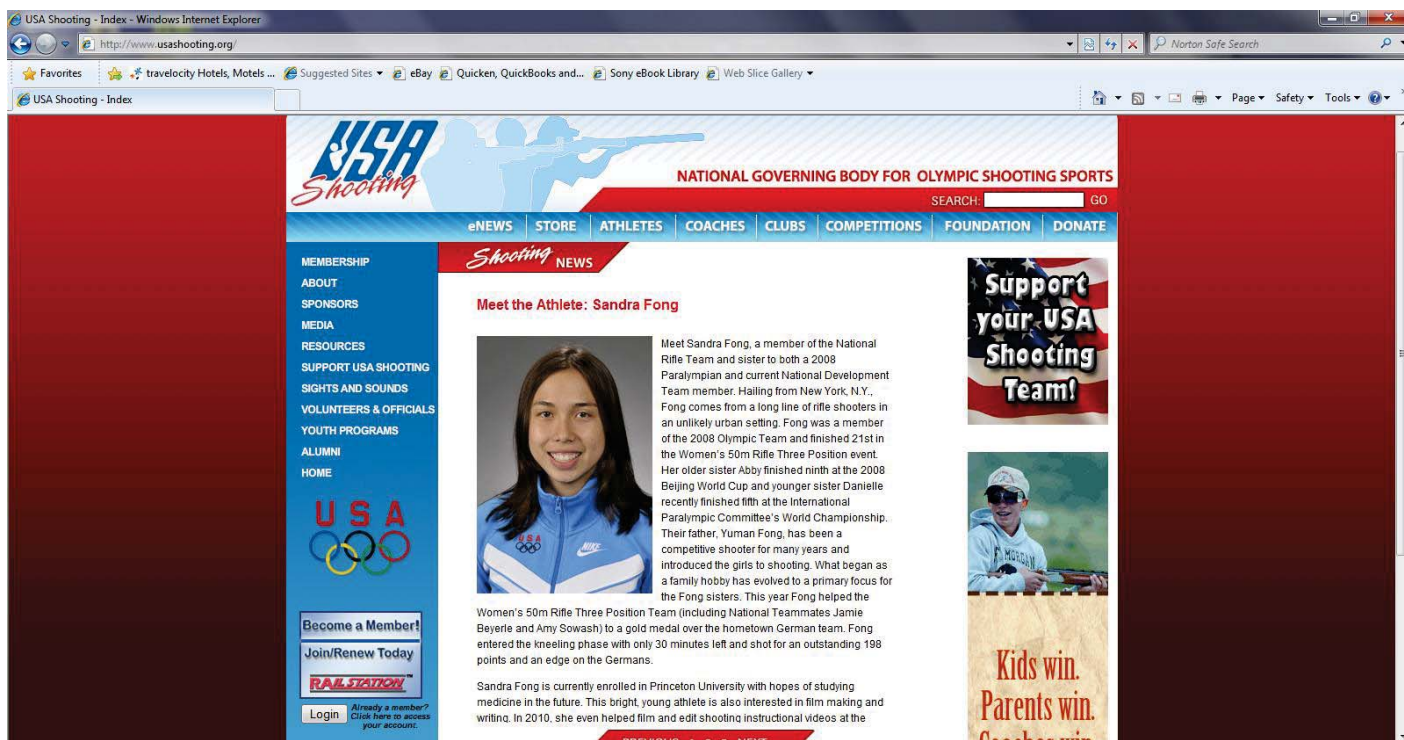 USA Shooting - Index - Windows Internet Explorer
http://www.usashooting.org/
Norton Safe Search
Favorites
travelocity Hotels, Motels ...
Suggested Sites
eBay
Quicken, QuickBooks and...
Sony eBook Library
Web Slice Gallery
USA Shooting - Index
Page
Safety
Tools
USA
Shooting
NATIONAL GOVERNING BODY FOR OLYMPIC SHOOTING SPORTS
SEARCH:
GO
eNEWS
STORE
ATHLETES
COACHES
CLUBS
COMPETITIONS
FOUNDATION
DONATE
MEMBERSHIP
ABOUT
SPONSORS
MEDIA
RESOURCES
SUPPORT USA SHOOTING
SIGHTS AND SOUNDS
VOLUNTEERS & OFFICIALS
YOUTH PROGRAMS
ALUMNI
HOME
USA
Become a Member!
Join/Renew Today
RAIL STATION™
Login
Already a member?
Click here to access
your account.
Shooting NEWS
Meet the Athlete: Sandra Fong
USA
NIKE
Meet Sandra Fong, a member of the National
Rifle Team and sister to both a 2008
Paralympian and current National Development
Team member. Hailing from New York, N.Y.,
Fong comes from a long line of rifle shooters in
an unlikely urban setting. Fong was a member
of the 2008 Olympic Team and finished 21st in
the Women's 50m Rifle Three Position event.
Her older sister Abby finished ninth at the 2008
Beijing World Cup and younger sister Danielle
recently finished fifth at the International
Paralympic Committee's World Championship.
Their father, Yuman Fong, has been a
competitive shooter for many years and
introduced the girls to shooting. What began as
a family hobby has evolved to a primary focus for
the Fong sisters. This year Fong helped the
Women's 50m Rifle Three Position Team (including National Teammates Jamie
Beyerle and Amy Sowash) to a gold medal over the hometown German team. Fong
entered the kneeling phase with only 30 minutes left and shot for an outstanding 198
points and an edge on the Germans.
Sandra Fong is currently enrolled in Princeton University with hopes of studying
medicine in the future. This bright, young athlete is also interested in film making and
writing. In 2010, she even helped film and edit shooting instructional videos at the
Support
your USA
Shooting
Team!
MORGAN
Kids win.
Parents win.
Coaches win.